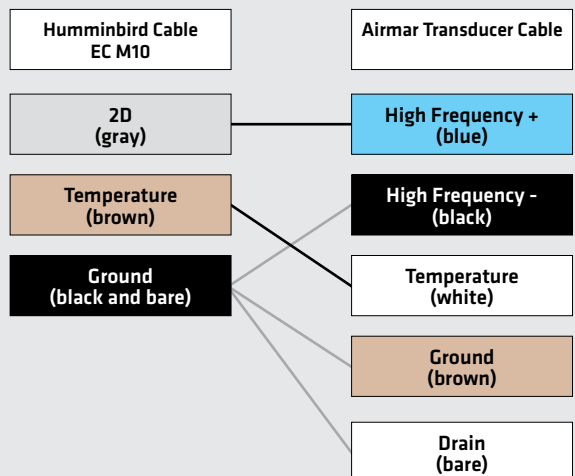 Humminbird Cable
EC M10
Airmar Transducer Cable
2D
(gray)
High Frequency +
(blue)
Temperature
(brown)
High Frequency -
(black)
Ground
(black and bare)
Temperature
(white)
Ground
(brown)
Drain
(bare)